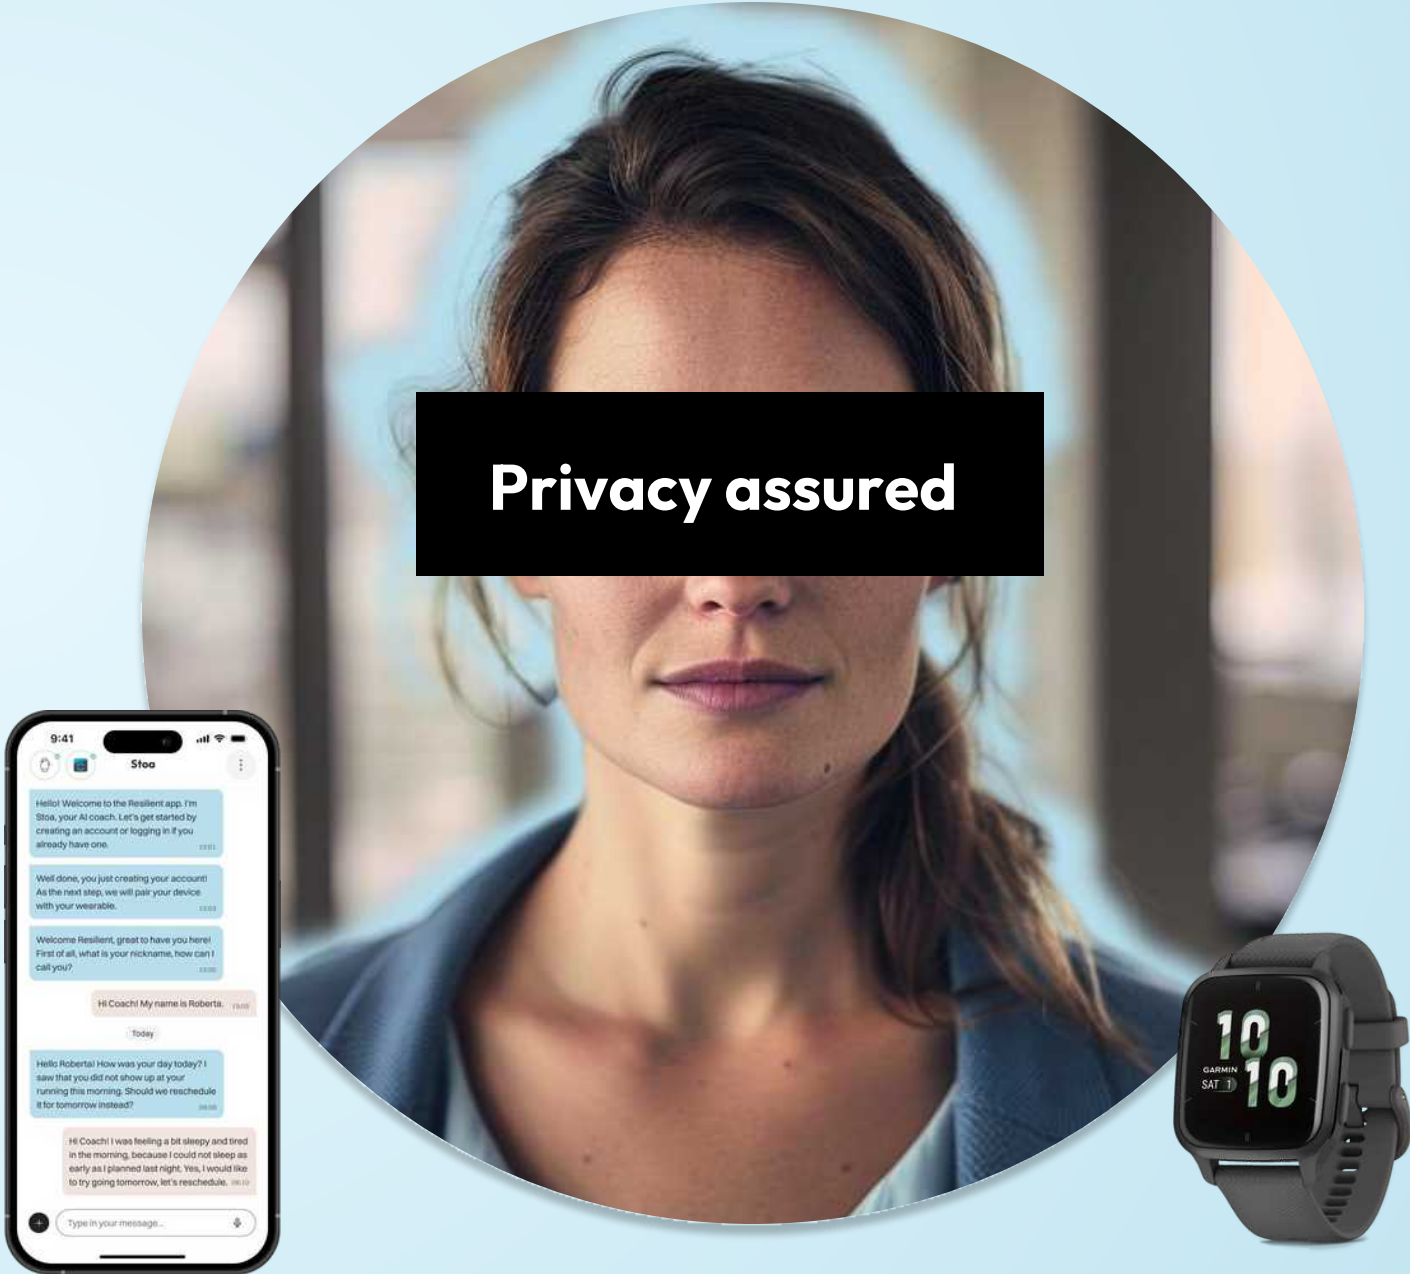 Privacy assured
9:41
Stoa
Hello! Welcome to the Resilient app. I'm
Stoa, your AI coach. Let's get started by
creating an account or logging in if you
already have one.
Well done, you just creating your account!
As the next step, we will pair your device
with your wearable.
Welcome Resilient, great to have you here!
First of all, what is your nickname, how can I
call you?
Hi Coach! My name is Roberta.
Today
Hello Roberta! How was your day today? I
saw that you did not show up at your
running this morning. Should we reschedule
it for tomorrow instead?
Hi Coach! I was feeling a bit sleepy and tired
in the morning, because I could not sleep as
early as I planned last night. Yes, I would like
to try going tomorrow, let's reschedule.
Type in your message...
10
GARMIN
SAT 1
10